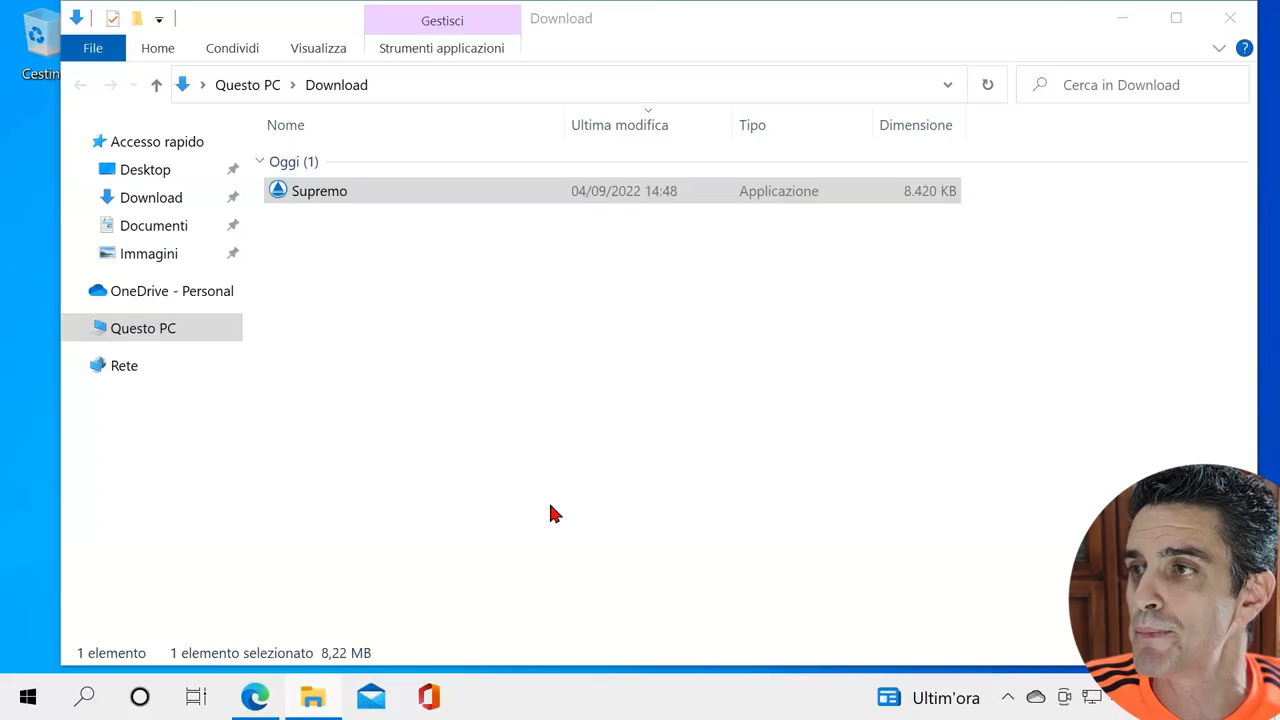 Cestin
Gestisci
Download
File
Home
Condividi
Visualizza
Strumenti applicazioni
?
Questo PC
Download
Cerca in Download
Nome
Ultima modifica
Tipo
Dimensione
Accesso rapido
Oggi (1)
Desktop
Supremo
04/09/2022 14:48
Applicazione
8.420 KB
Download
Documenti
Immagini
OneDrive - Personal
Questo PC
Rete
1 elemento
1 elemento selezionato 8,22 MB
Ultim'ora